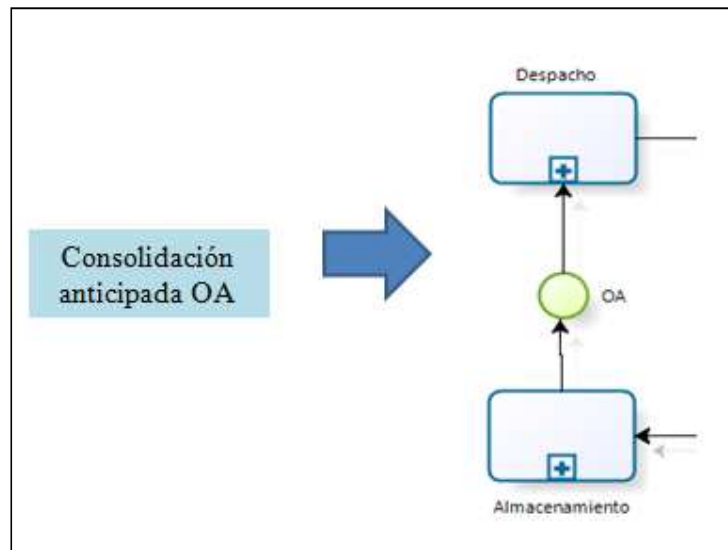 Despacho
Consolidación
anticipada OA
OA
Almacenamiento